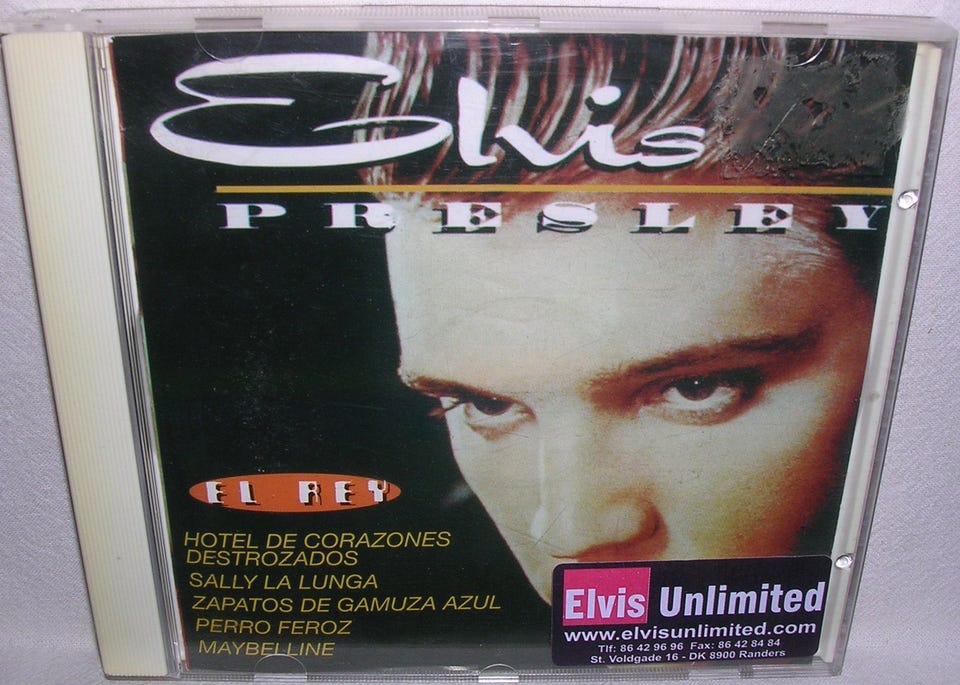 Elvis
PRESLEY
EL REY
HOTEL DE CORAZONES
DESTROZADOS
SALLY LA LUNGA
ZAPATOS DE GAMUZA AZUL
PERRO FEROZ
MAYBELLINE
Elvis Unlimited
www.elvisunlimited.com
Tlf: 86 42 96 96 Fax: 86 42 84 84
St. Voldgade 16 - DK 8900 Randers